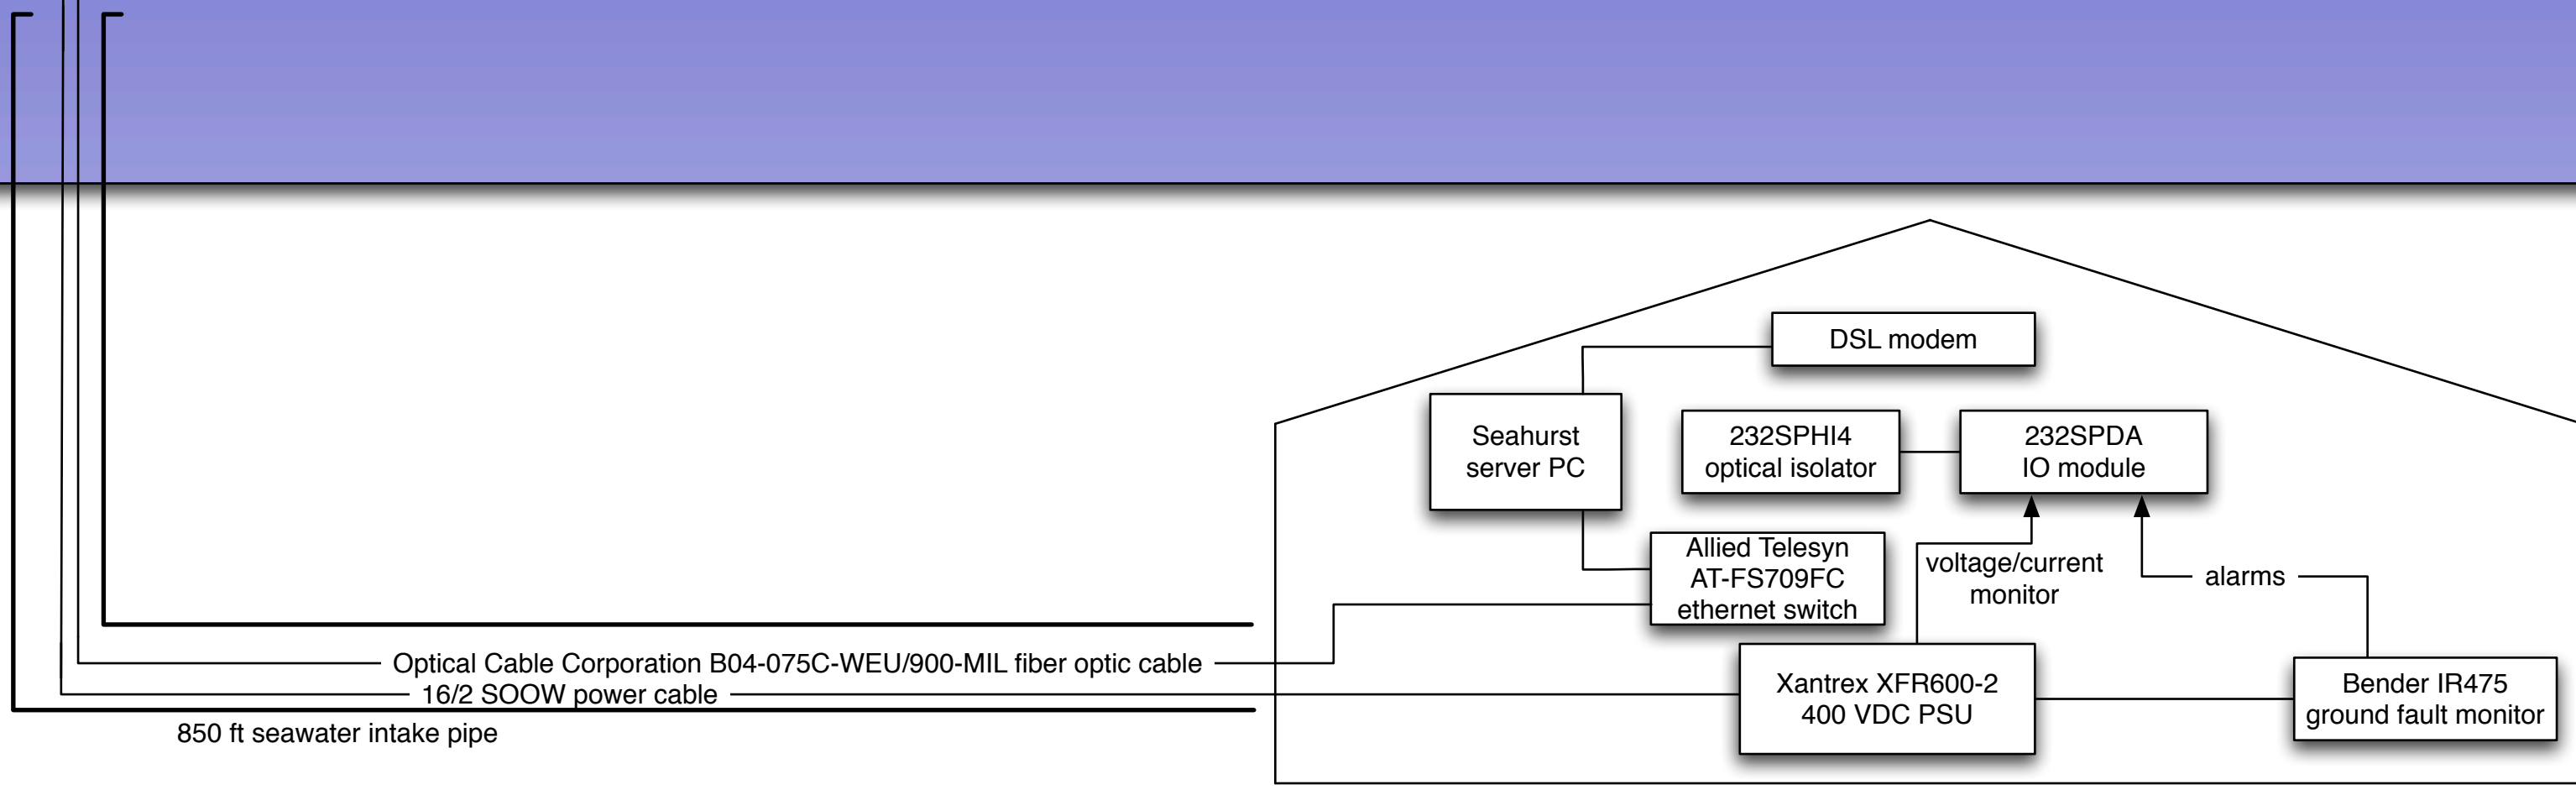 DSL modem
Seahurst
server PC
232SPHI4
optical isolator
232SPDA
IO module
Allied Telesyn
AT-FS709FC
ethernet switch
voltage/current
monitor
alarms
Optical Cable Corporation B04-075C-WEU/900-MIL fiber optic cable
16/2 SOOW power cable
850 ft seawater intake pipe
Xantrex XFR600-2
400 VDC PSU
Bender IR475
ground fault monitor